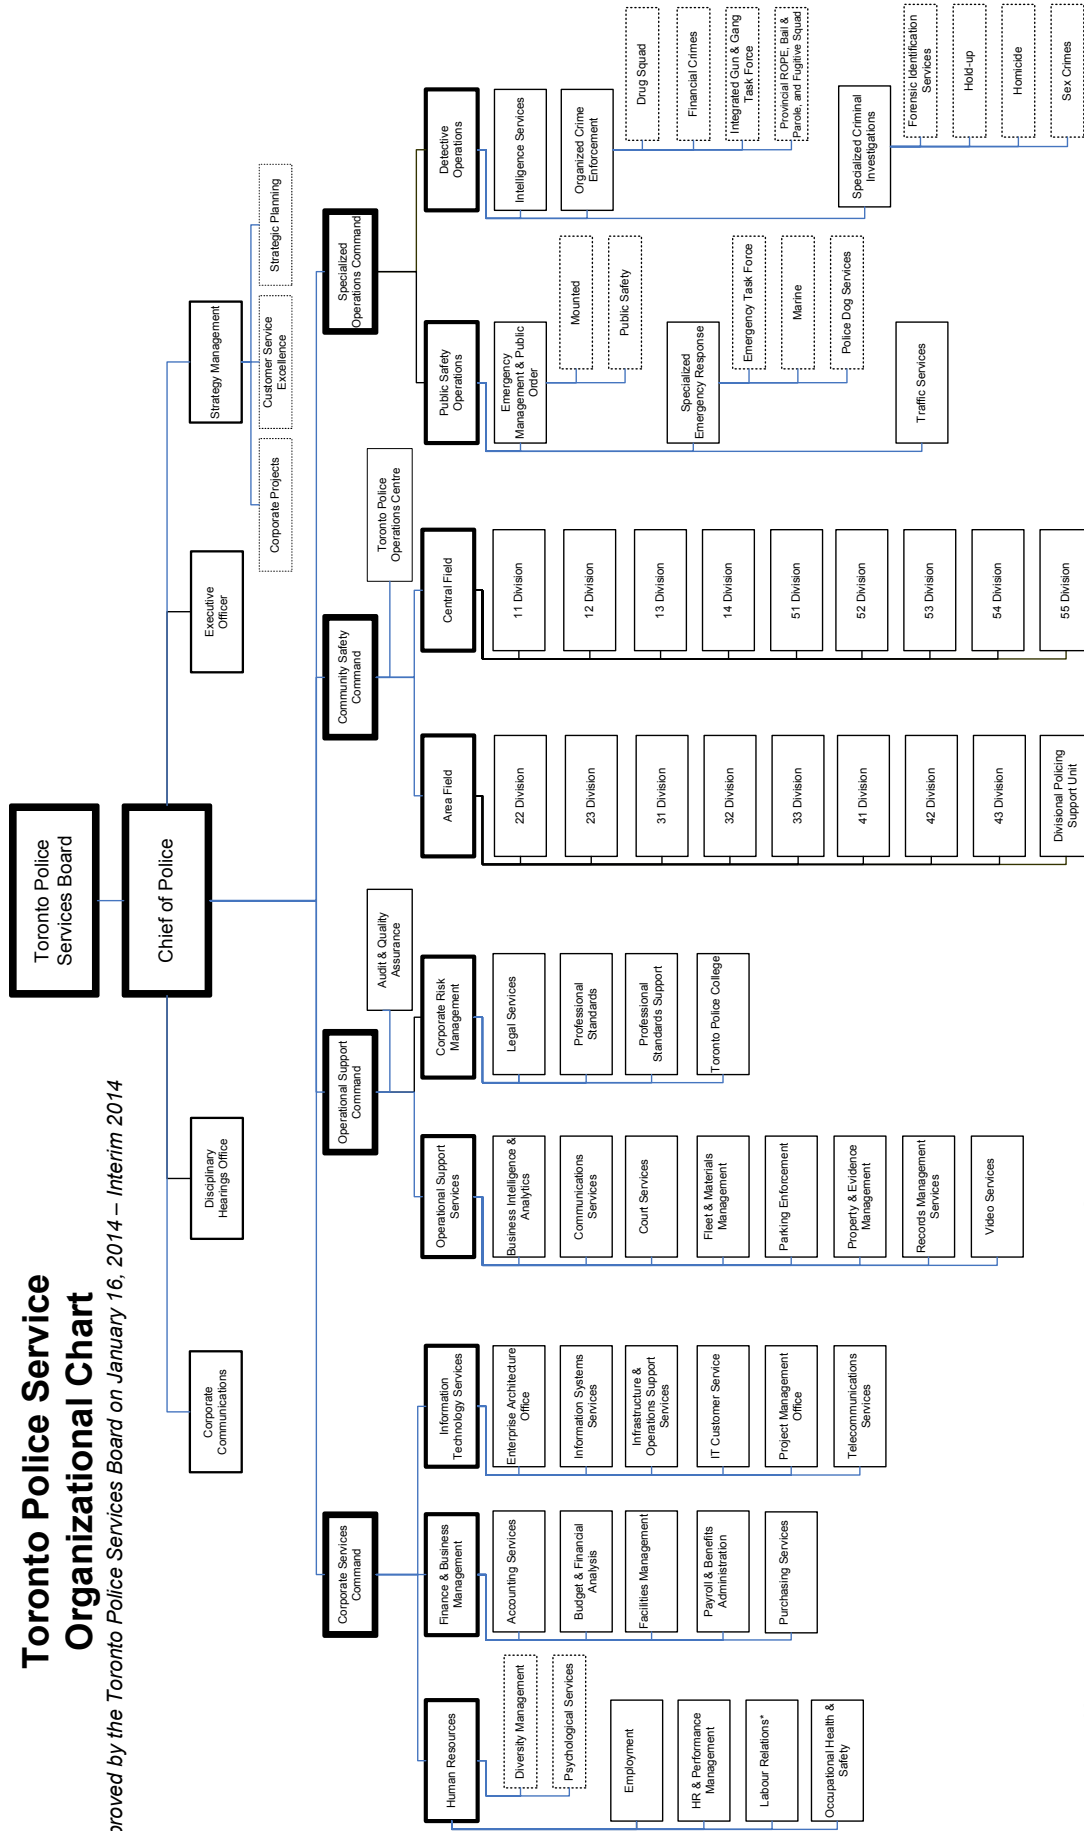 Toronto Police Service
Organizational Chart
proved by the Toronto Police Services Board on January 16, 2014 – Interim 2014
Toronto Police
Services Board
Chief of Police
Corporate
Communications
Disciplinary
Hearings Office
Executive
Officer
Strategy Management
Corporate Projects
Customer Service
Excellence
Strategic Planning
Corporate Services
Command
Operational Support
Command
Community Safety
Command
Specialized
Operations Command
Audit & Quality
Assurance
Toronto Police
Operations Centre
Human Resources
Diversity Management
Psychological Services
Employment
HR & Performance
Management
Labour Relations*
Occupational Health &
Safety
Finance & Business
Management
Accounting Services
Budget & Financial
Analysis
Facilities Management
Payroll & Benefits
Administration
Purchasing Services
Information
Technology Services
Enterprise Architecture
Office
Information Systems
Services
Infrastructure &
Operations Support
Services
IT Customer Service
Project Management
Office
Telecommunications
Services
Operational Support
Services
Business Intelligence &
Analytics
Communications
Services
Court Services
Fleet & Materials
Management
Parking Enforcement
Property & Evidence
Management
Records Management
Services
Video Services
Corporate Risk
Management
Legal Services
Professional
Standards
Professional
Standards Support
Toronto Police College
Area Field
22 Division
23 Division
31 Division
32 Division
33 Division
41 Division
42 Division
43 Division
Divisional Policing
Support Unit
Central Field
11 Division
12 Division
13 Division
14 Division
51 Division
52 Division
53 Division
54 Division
55 Division
Public Safety
Operations
Emergency
Management & Public
Order
Mounted
Public Safety
Specialized
Emergency Response
Emergency Task Force
Marine
Police Dog Services
Traffic Services
Detective
Operations
Intelligence Services
Organized Crime
Enforcement
Drug Squad
Financial Crimes
Integrated Gun & Gang
Task Force
Provincial ROPE, Bail &
Parole, and Fugitive Squad
Specialized Criminal
Investigations
Forensic Identification
Services
Hold-up
Homicide
Sex Crimes